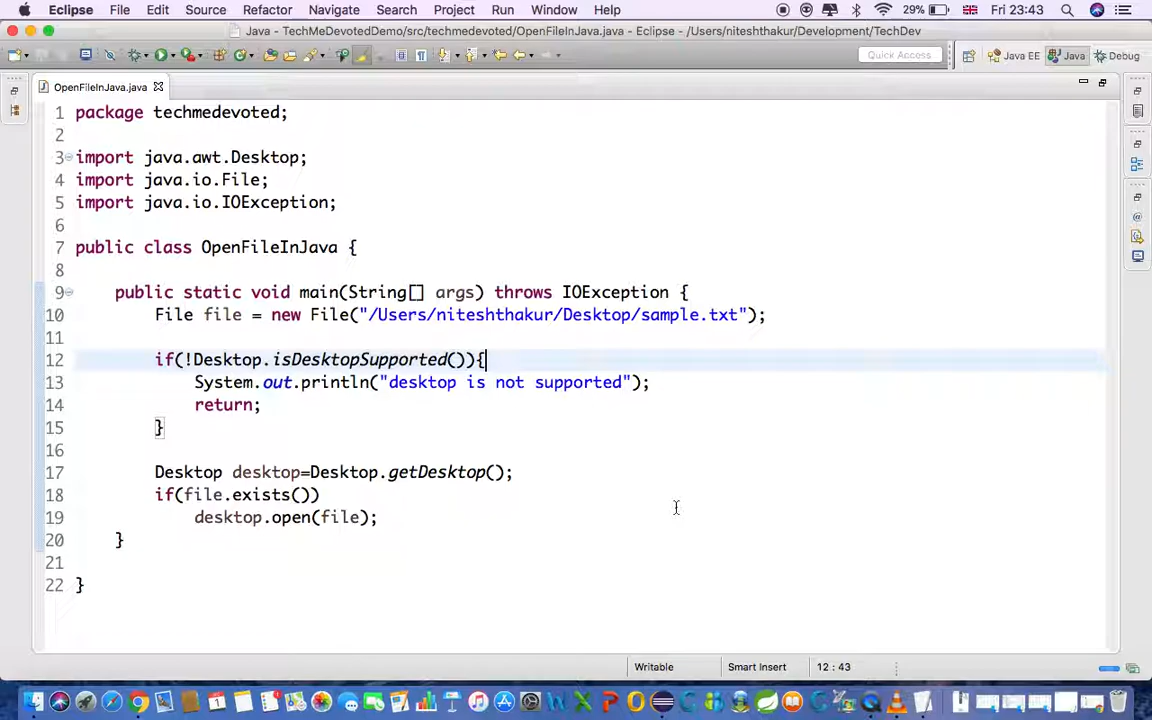 Eclipse File Edit Source Refactor Navigate Search Project Run Window Help 29% Fri 23:43
Java - TechMeDevotedDemo/src/techmedevoted/OpenFileInJava.java - Eclipse - /Users/niteshthakur/Development/TechDev
Quick Access Java EE Java Debug
OpenFileInJava.java
1 package techmedevoted;
2
3 import java.awt.Desktop;
4 import java.io.File;
5 import java.io.IOException;
6
7 public class OpenFileInJava {
8
9 public static void main(String[] args) throws IOException {
10 File file = new File("/Users/niteshthakur/Desktop/sample.txt");
11
12 if(!Desktop.isDesktopSupported()){
13 System.out.println("desktop is not supported");
14 return;
15 }
16
17 Desktop desktop=Desktop.getDesktop();
18 if(file.exists())
19 desktop.open(file);
20 }
21
22 }
Writable Smart Insert 12 : 43